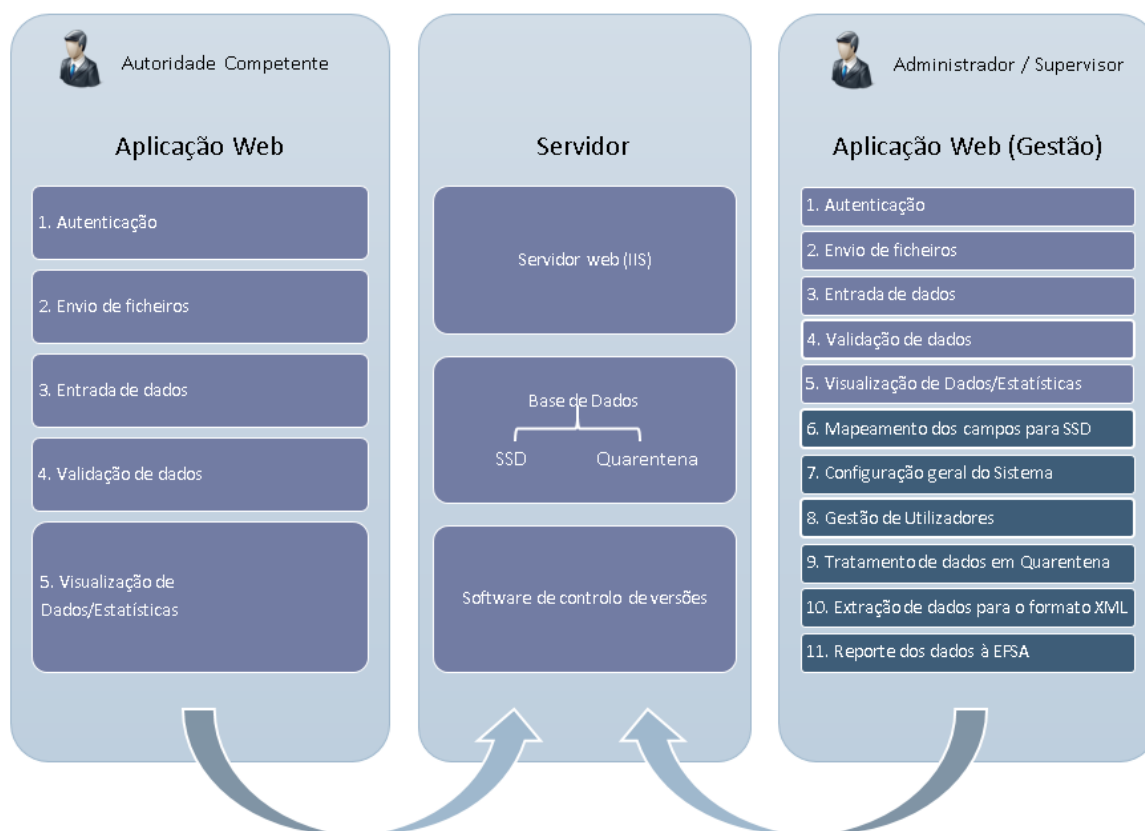 Autoridade Competente
Aplicação Web
1. Autenticação
2. Envio de ficheiros
3. Entrada de dados
4. Validação de dados
5. Visualização de
Dados/Estatísticas
Servidor
Servidor web (IIS)
Base de Dados
SSD
Quarentena
Software de controlo de versões
Administrador / Supervisor
Aplicação Web (Gestão)
1. Autenticação
2. Envio de ficheiros
3. Entrada de dados
4. Validação de dados
5. Visualização de Dados/Estatísticas
6. Mapeamento dos campos para SSD
7. Configuração geral do Sistema
8. Gestão de Utilizadores
9. Tratamento de dados em Quarentena
10. Extração de dados para o formato XML
11. Reporte dos dados à EFSA